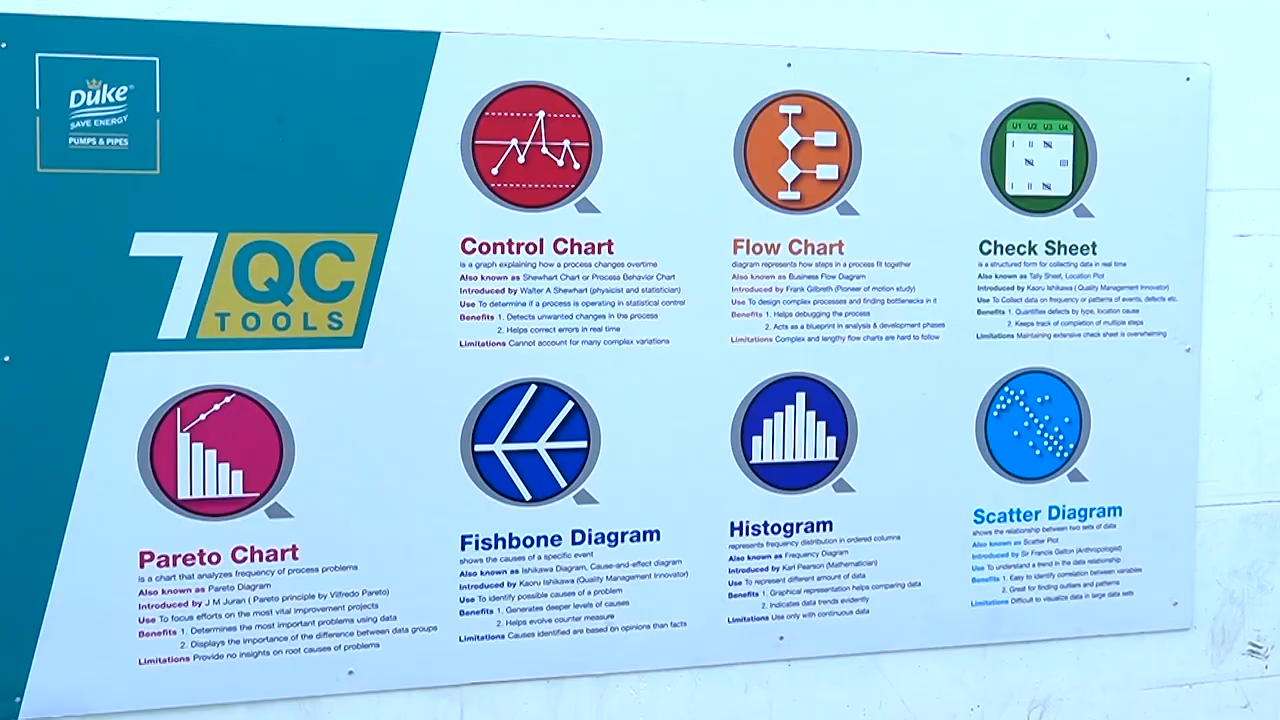 Duke®
SAVE ENERGY
PUMPS & PIPES
7 QC
TOOLS
Control Chart
is a graph explaining how a process changes overtime
Also known as Shewhart Chart or Process Behavior Chart
Introduced by Walter A Shewhart (physicist and statistician)
Use To determine if a process is operating in statistical control
Benefits 1. Detects unwanted changes in the process
2. Helps correct errors in real time
Limitations Cannot account for many complex variations
Flow Chart
diagram represents how steps in a process fit together
Also known as Business Flow Diagram
Introduced by Frank Gilbreth (Pioneer of motion study)
Use To design complex processes and finding bottlenecks in it
Benefits 1. Helps debugging the process
2. Acts as a blueprint in analysis & development phases
Limitations Complex and lengthy flow charts are hard to follow
U1 U2 U3 U4
Check Sheet
is a structured form for collecting data in real time
Also known as Tally Sheet, Location Plot
Introduced by Kaoru Ishikawa ( Quality Management Innovator)
Use To Collect data on frequency or patterns of events, defects etc.
Benefits 1. Quantifies defects by type, location cause
2. Keeps track of completion of multiple steps
Limitations Maintaining extensive check sheet is overwhelming
Pareto Chart
is a chart that analyzes frequency of process problems
Also known as Pareto Diagram
Introduced by J M Juran ( Pareto principle by Vilfredo Pareto)
Use To focus efforts on the most vital improvement projects
Benefits 1. Determines the most important problems using data
2. Displays the importance of the difference between data groups
Limitations Provide no insights on root causes of problems
Fishbone Diagram
shows the causes of a specific event
Also known as Ishikawa Diagram, Cause-and-effect diagram
Introduced by Kaoru Ishikawa (Quality Management Innovator)
Use To identify possible causes of a problem
Benefits 1. Generates deeper levels of causes
2. Helps evolve counter measure
Limitations Causes identified are based on opinions than facts
Histogram
represents frequency distribution in ordered columns
Also known as Frequency Diagram
Introduced by Karl Pearson (Mathematician)
Use To represent different amount of data
Benefits 1. Graphical representation helps comparing data
2. Indicates data trends evidently
Limitations Use only with continuous data
Scatter Diagram
shows the relationship between two sets of data
Also known as Scatter Plot
Introduced by Sir Francis Galton (Anthropologist)
Use To understand a trend in the data relationship
Benefits 1. Easy to identify correlation between variables
2. Great for finding outliers and patterns
Limitations Difficult to visualize data in large data sets